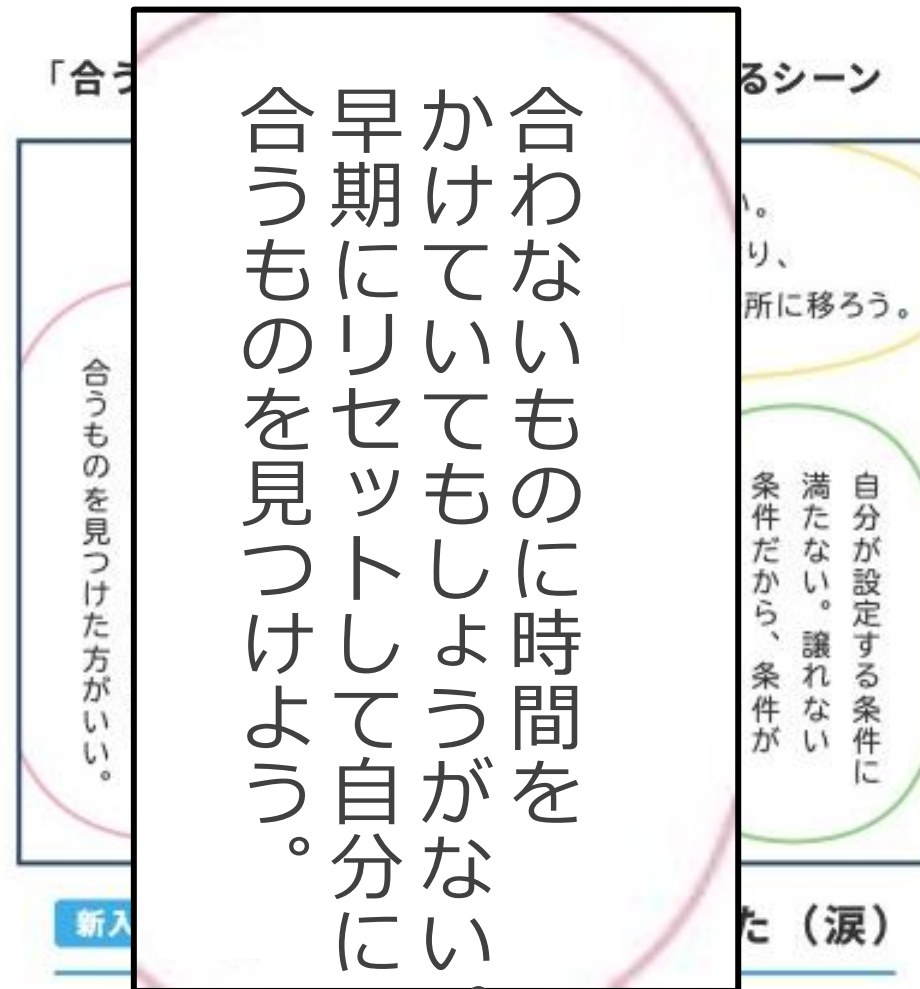 「合う
るシーン
合わないものに時間を
かけていてもしょうがない。
早期にリセットして自分に
合うものを見つけよう。
い。
り、
所に移ろう。
自分が設定する条件に
満たない。譲れない
条件だから、条件が
合うものを見つけた方がいい。
新入
た（涙）